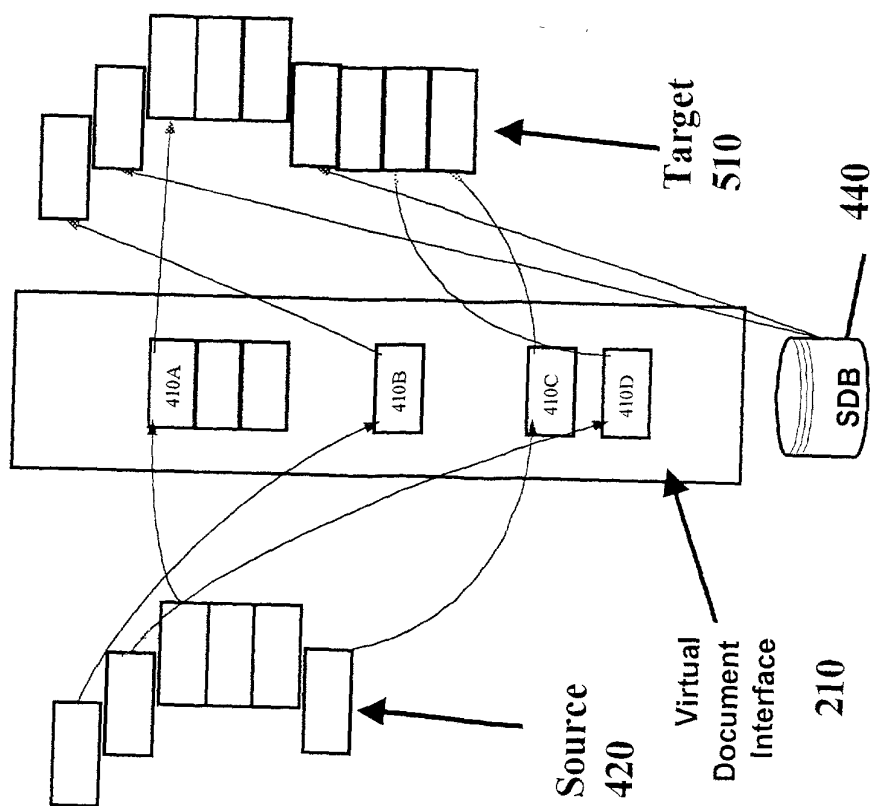 410A
410B
410C
410D
Target
510
440
SDB
Source
420
Virtual
Document
Interface
210